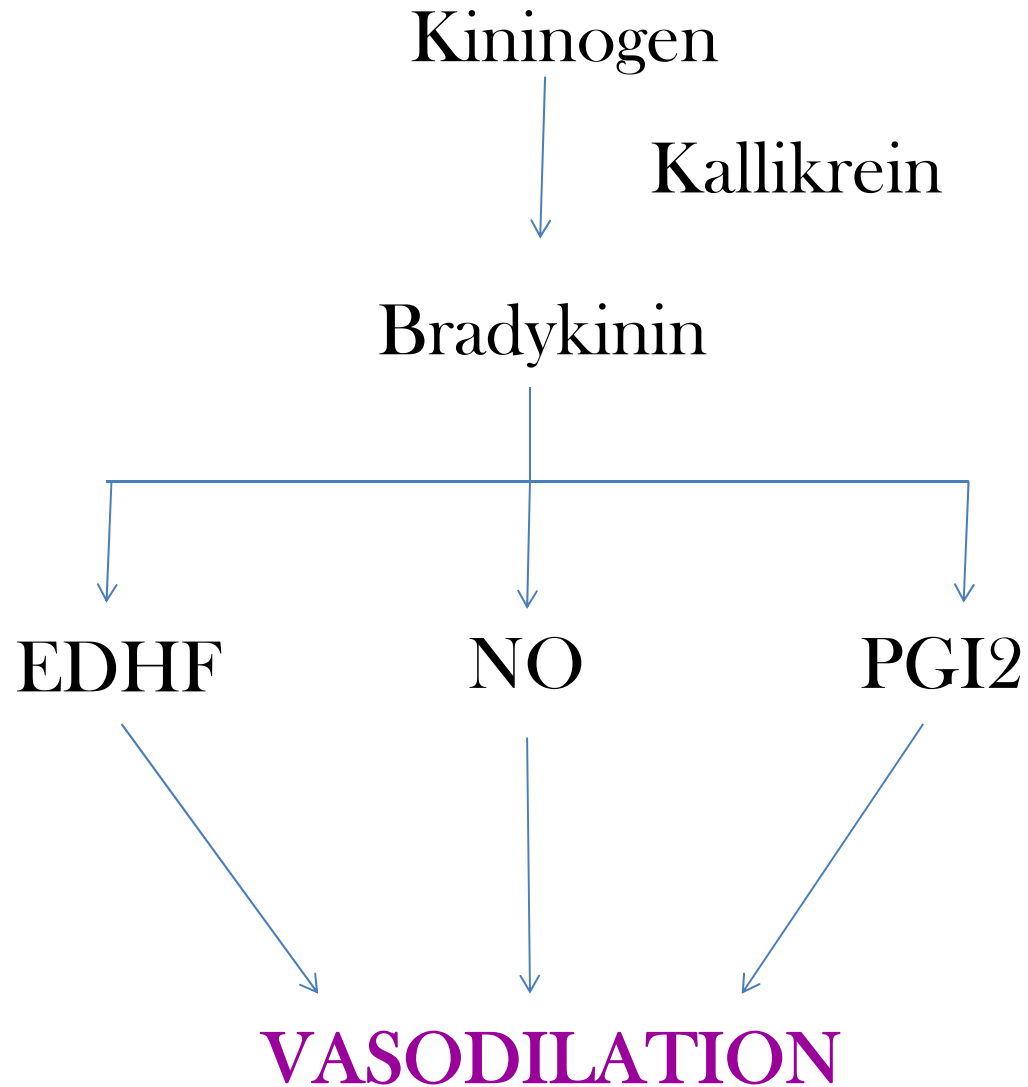 Kininogen
Kallikrein
Bradykinin
EDHF NO PGI2
VASODILATION